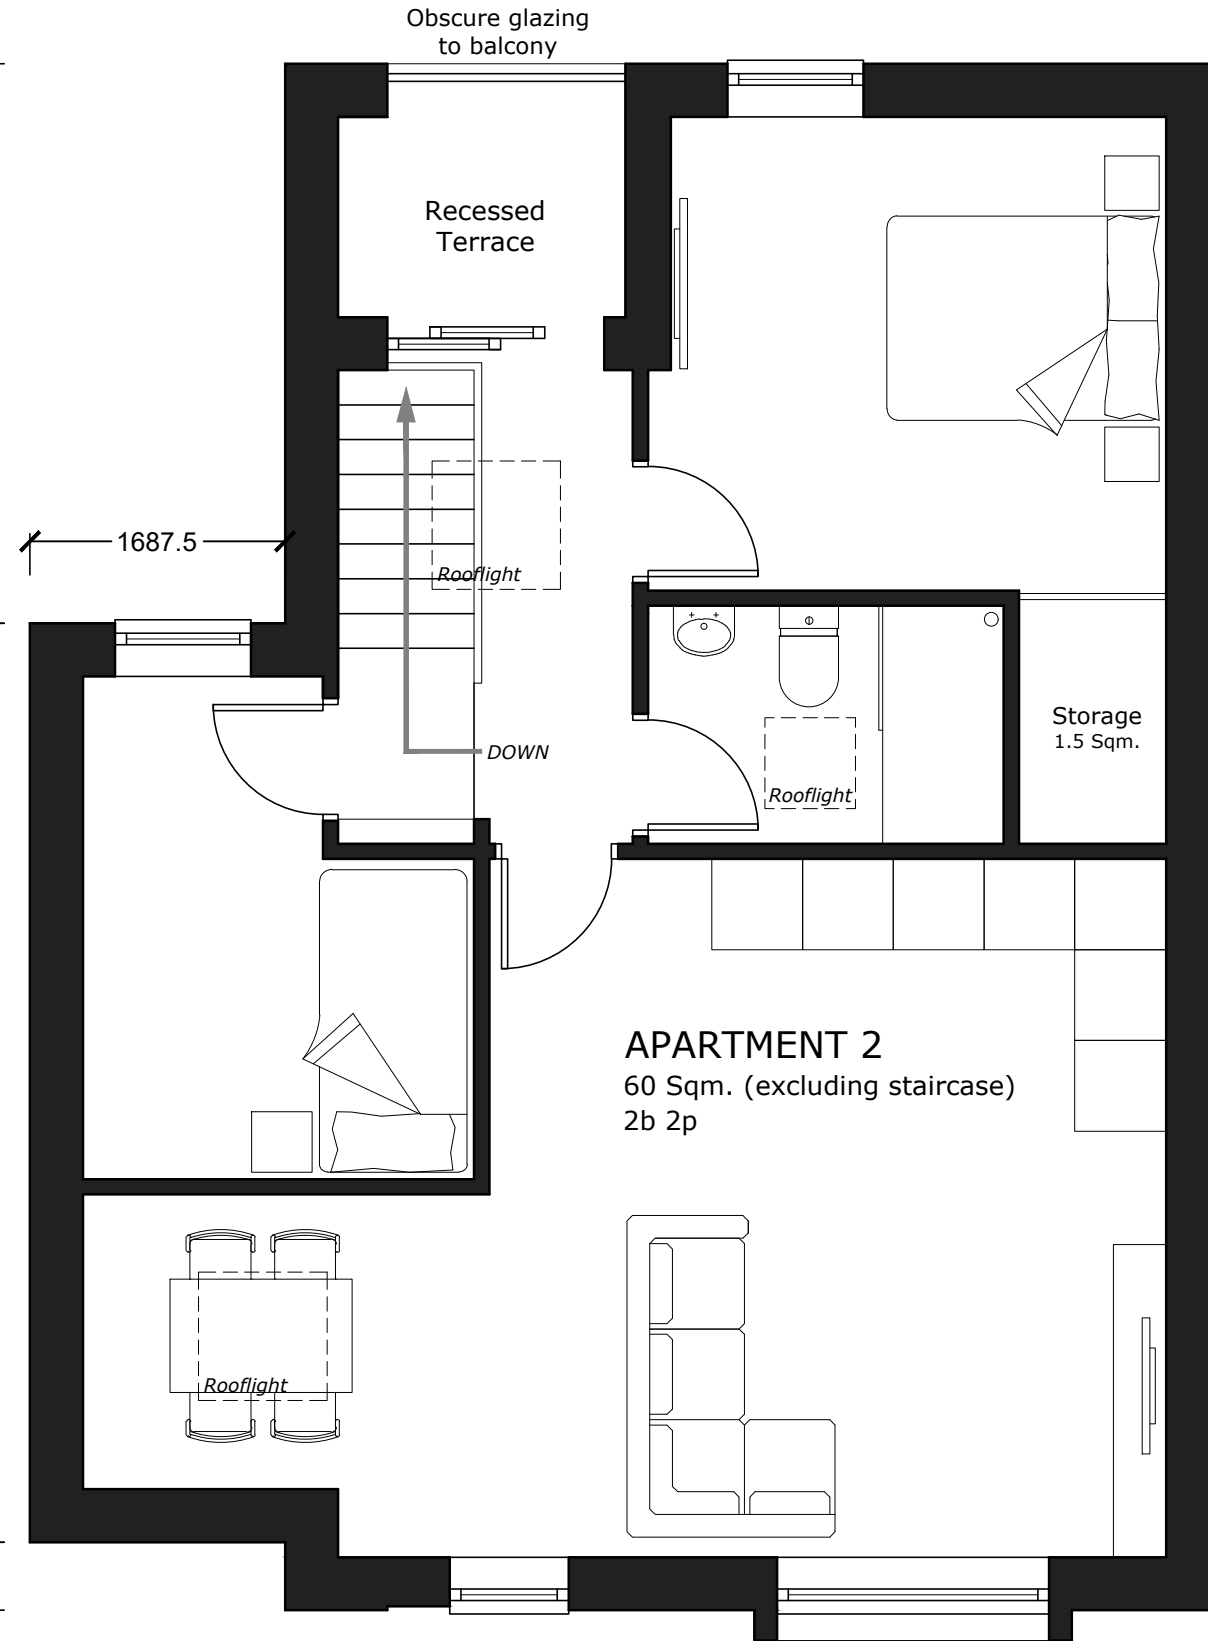 Obscure glazing
to balcony
Recessed
Terrace
1687.5
Rooflight
Storage
1.5 Sqm.
DOWN
Rooflight
APARTMENT 2
60 Sqm. (excluding staircase)
2b 2p
Rooflight